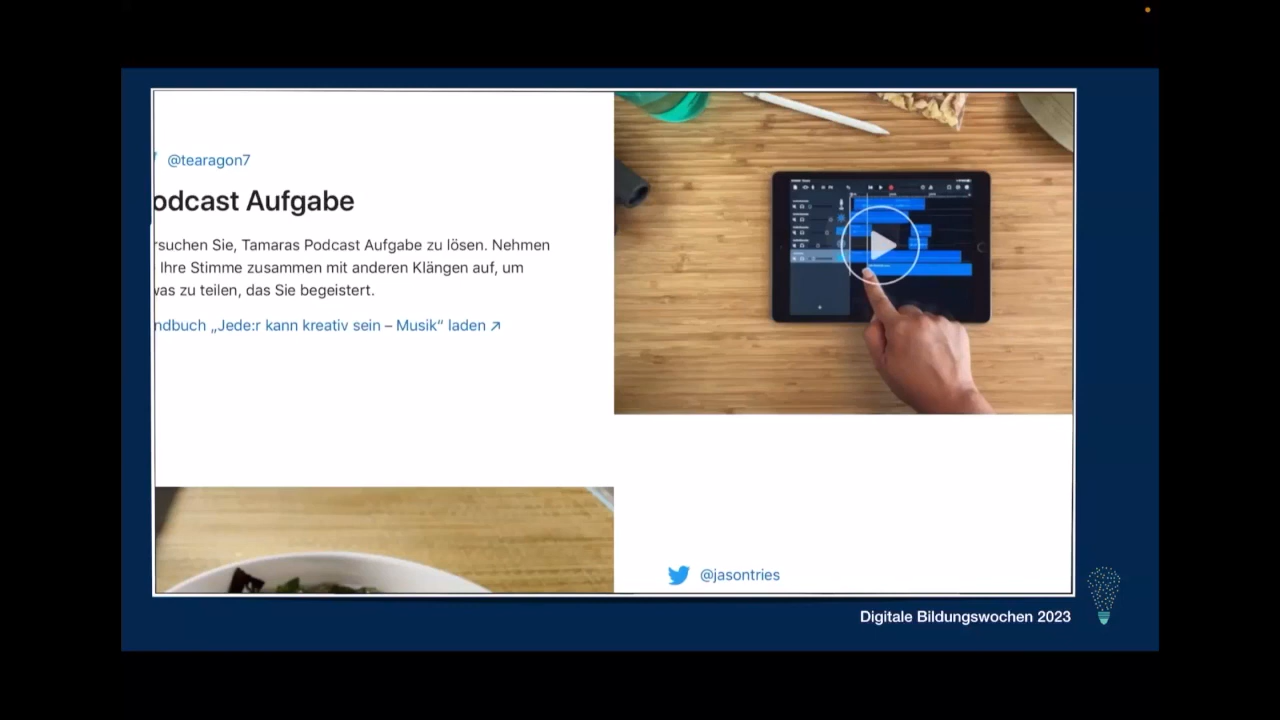 @tearagon7
odcast Aufgabe
rsuchen Sie, Tamaras Podcast Aufgabe zu lösen. Nehmen
Ihre Stimme zusammen mit anderen Klängen auf, um
was zu teilen, das Sie begeistert.
ndbuch „Jede:r kann kreativ sein – Musik“ laden ↗
@jasontries
Digitale Bildungswochen 2023